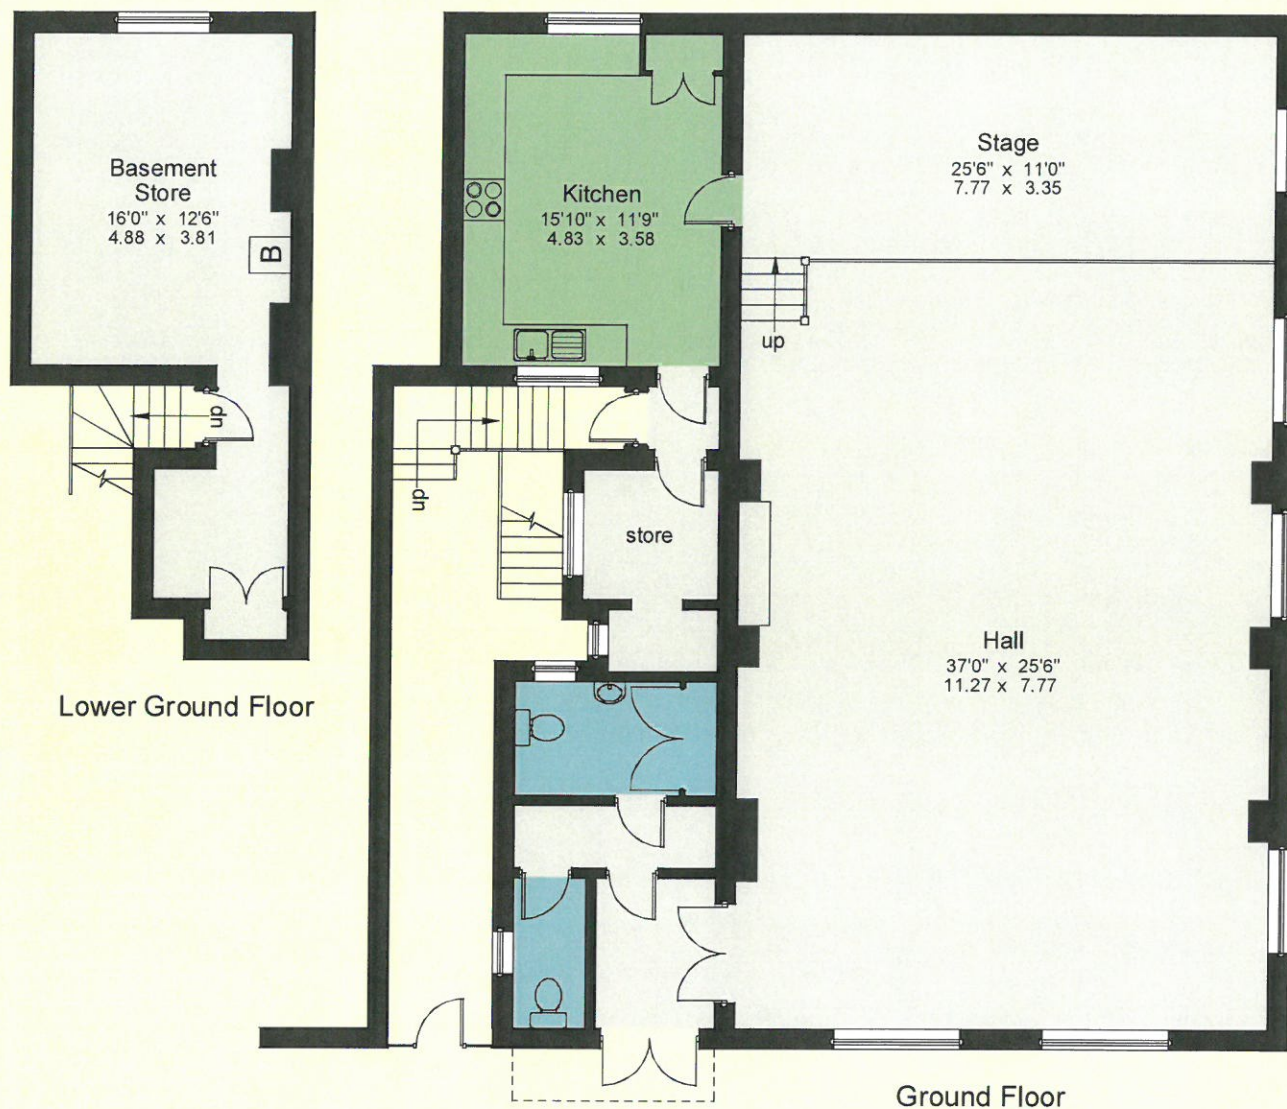 Basement
Store
16'0" x 12'6"
4.88 x 3.81
B
dn
Lower Ground Floor
Kitchen
15'10" x 11'9"
4.83 x 3.58
Stage
25'6" x 11'0"
7.77 x 3.35
up
dn
store
Hall
37'0" x 25'6"
11.27 x 7.77
Ground Floor